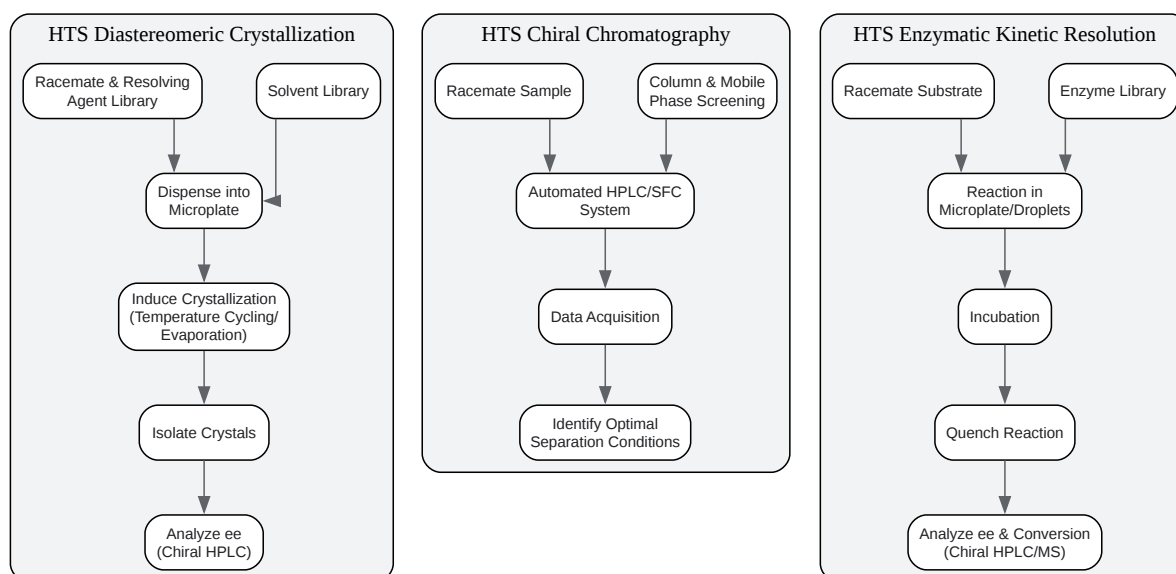 HTS Diastereomeric Crystallization
Racemate & Resolving
Agent Library
Solvent Library
Dispense into
Microplate
Induce Crystallization
(Temperature Cycling/
Evaporation)
Isolate Crystals
Analyze ee
(Chiral HPLC)
HTS Chiral Chromatography
Racemate Sample
Column & Mobile
Phase Screening
Automated HPLC/SFC
System
Data Acquisition
Identify Optimal
Separation Conditions
HTS Enzymatic Kinetic Resolution
Racemate Substrate
Enzyme Library
Reaction in
Microplate/Droplets
Incubation
Quench Reaction
Analyze ee & Conversion
(Chiral HPLC/MS)